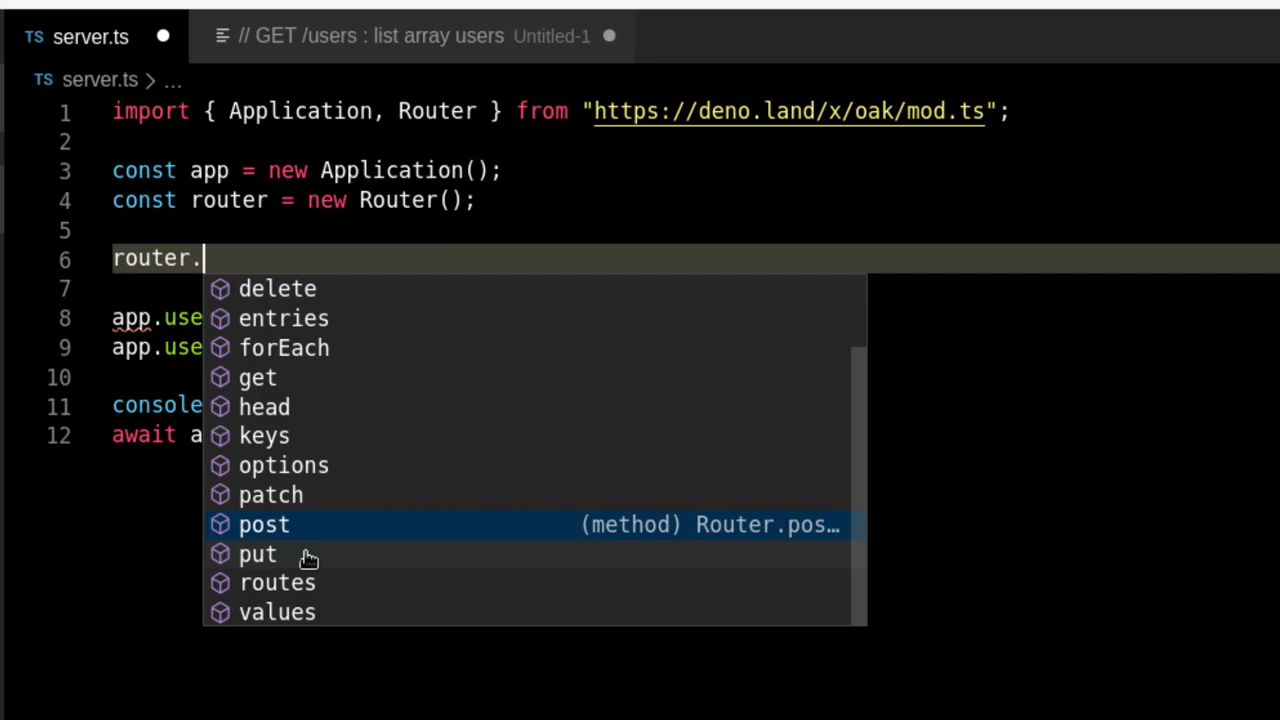 TS server.ts ● // GET /users : list array users Untitled-1 ●
TS server.ts > ...
1 import { Application, Router } from "https://deno.land/x/oak/mod.ts";
2
3 const app = new Application();
4 const router = new Router();
5
6 router.
7 delete
8 app.use entries
9 app.use forEach
10 get
11 console head
12 await a keys
options
patch
post (method) Router.pos…
put
routes
values